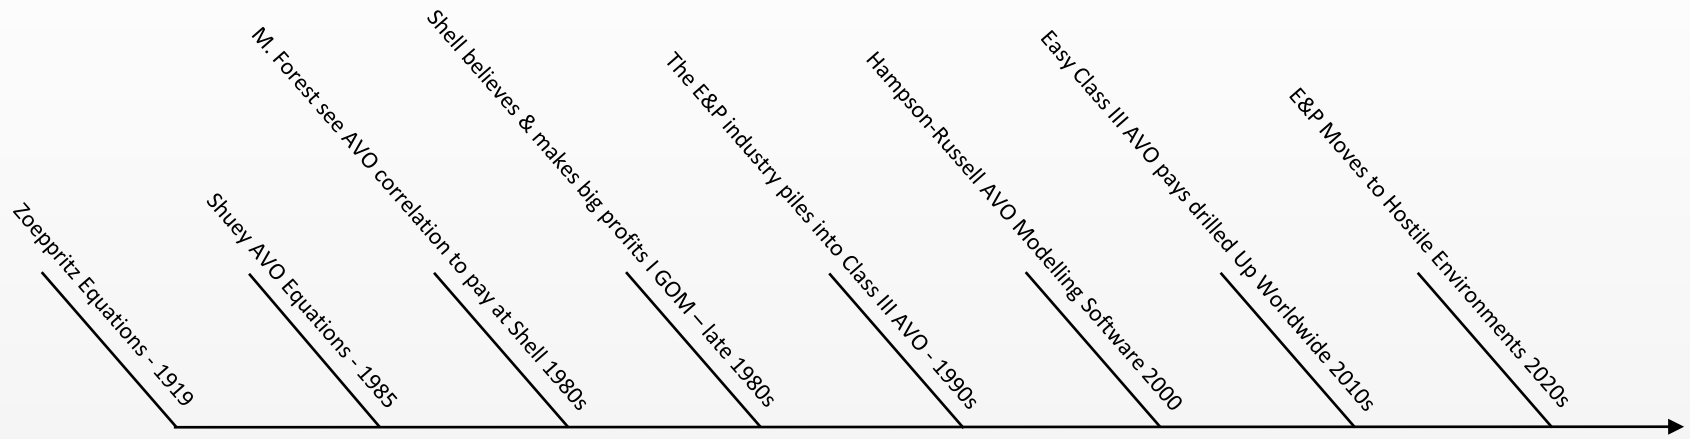 Zoeppritz Equations - 1919
Shuey AVO Equations - 1985
M. Forest see AVO correlation to pay at Shell 1980s
Shell believes & makes big profits I GOM – late 1980s
The E&P industry piles into Class III AVO - 1990s
Hampson-Russell AVO Modelling Software 2000
Easy Class III AVO pays drilled Up Worldwide 2010s
E&P Moves to Hostile Environments 2020s